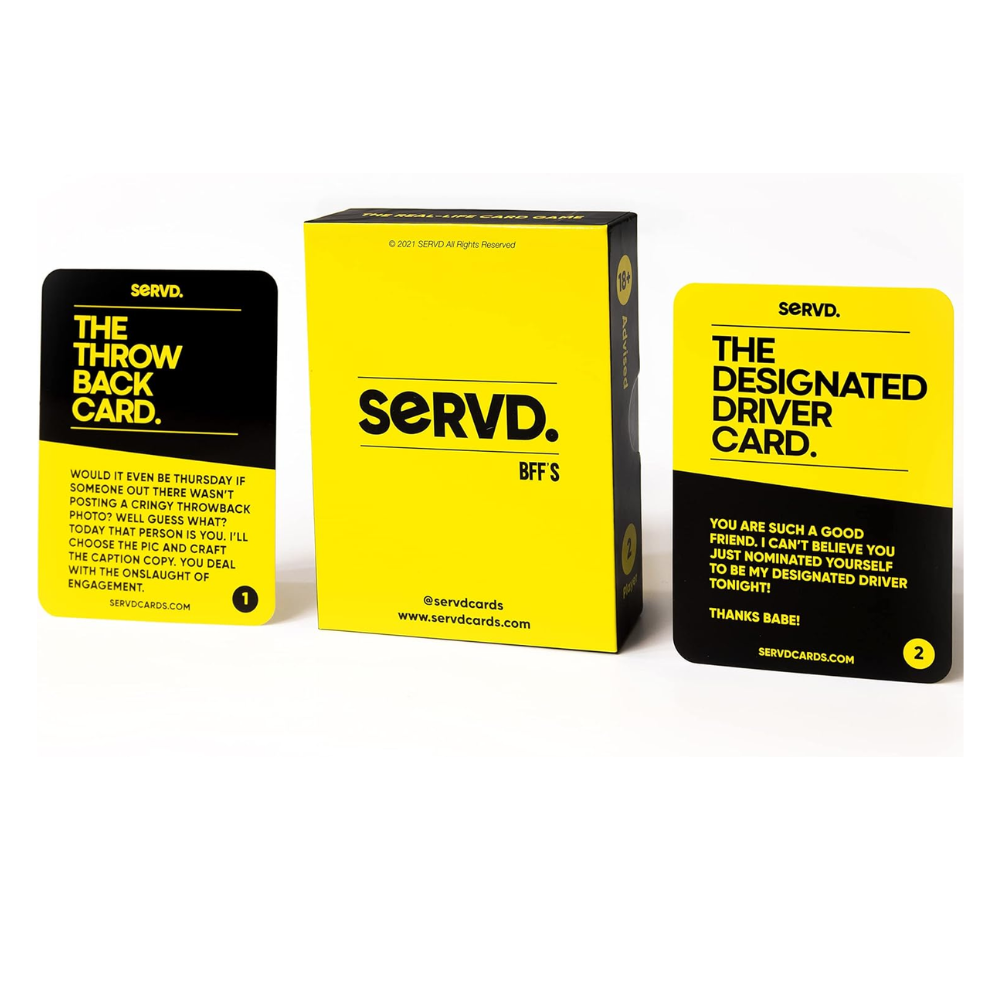 SERVD.
THE
THROW
BACK
CARD.
WOULD IT EVEN BE THURSDAY IF
SOMEONE OUT THERE WASN'T
POSTING A CRINGY THROWBACK
PHOTO? WELL GUESS WHAT?
TODAY THAT PERSON IS YOU. I'LL
CHOOSE THE PIC AND CRAFT
THE CAPTION COPY. YOU DEAL
WITH THE ONSLAUGHT OF
ENGAGEMENT.
SERVDCARDS.COM
1
THE REAL-LIFE CARD GAME
© 2021 SERVD All Rights Reserved
SeRVD.
BFF'S
@servdcards
www.servdcards.com
18+
Advised
2
Player
SeRVD.
THE
DESIGNATED
DRIVER
CARD.
YOU ARE SUCH A GOOD
FRIEND. I CAN'T BELIEVE YOU
JUST NOMINATED YOURSELF
TO BE MY DESIGNATED DRIVER
TONIGHT!
THANKS BABE!
SERVDCARDS.COM
2